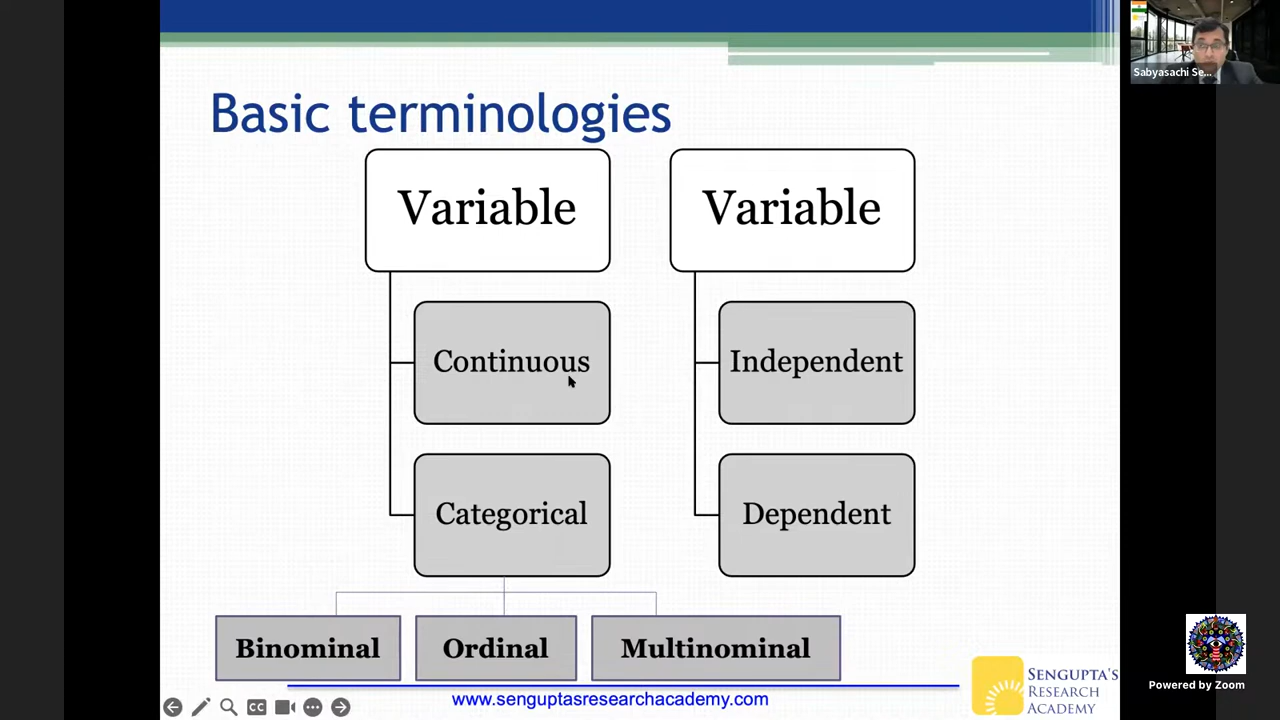 Basic terminologies
Variable
Variable
Continuous
Independent
Categorical
Dependent
Binominal
Ordinal
Multinominal
www.senguptasresearchacademy.com
SENGUPTA'S
RESEARCH
ACADEMY
CC
Sabyasachi Se...
Powered by Zoom